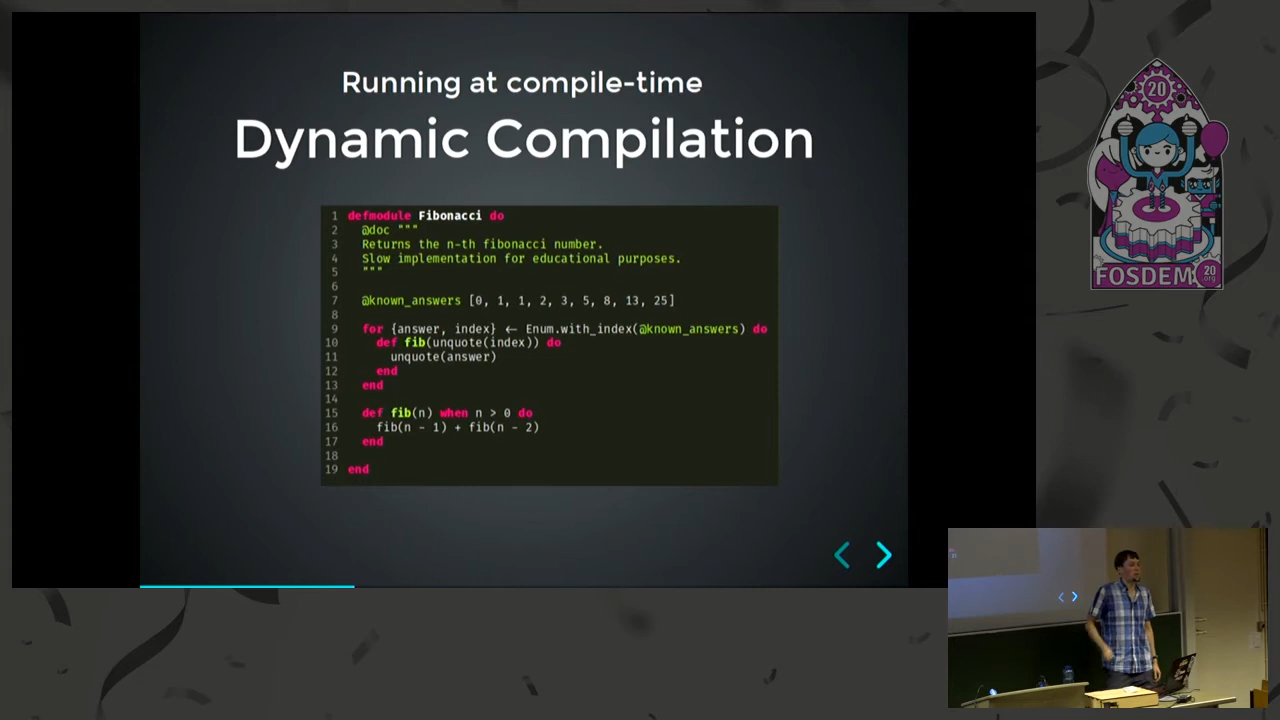 Running at compile-time
Dynamic Compilation
1 defmodule Fibonacci do
2 @doc """
3 Returns the n-th fibonacci number.
4 Slow implementation for educational purposes.
5 """
6
7 @known_answers [0, 1, 1, 2, 3, 5, 8, 13, 25]
8
9 for {answer, index} ← Enum.with_index(@known_answers) do
10 def fib(unquote(index)) do
11 unquote(answer)
12 end
13 end
14
15 def fib(n) when n > 0 do
16 fib(n - 1) + fib(n - 2)
17 end
18
19 end
20
FOSDEM
20
.org